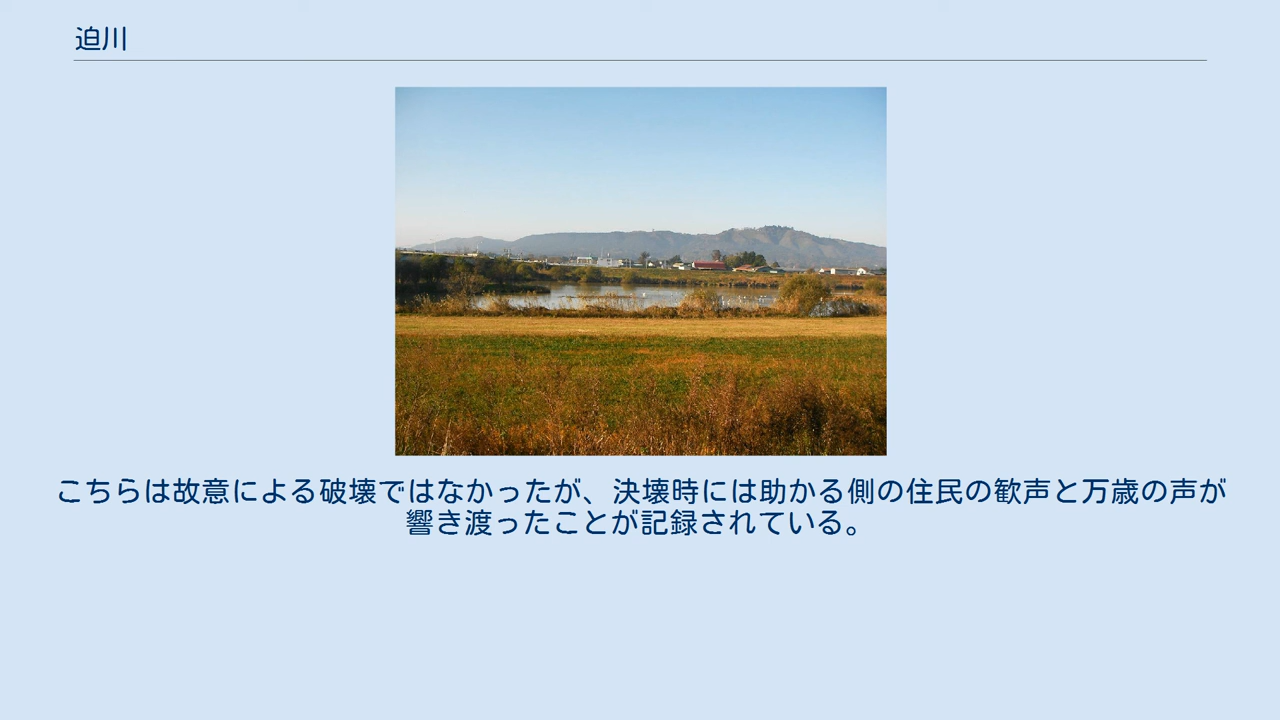 迫川
こちらは故意による破壊ではなかったが、決壊時には助かる側の住民の歓声と万歳の声が
響き渡ったことが記録されている。